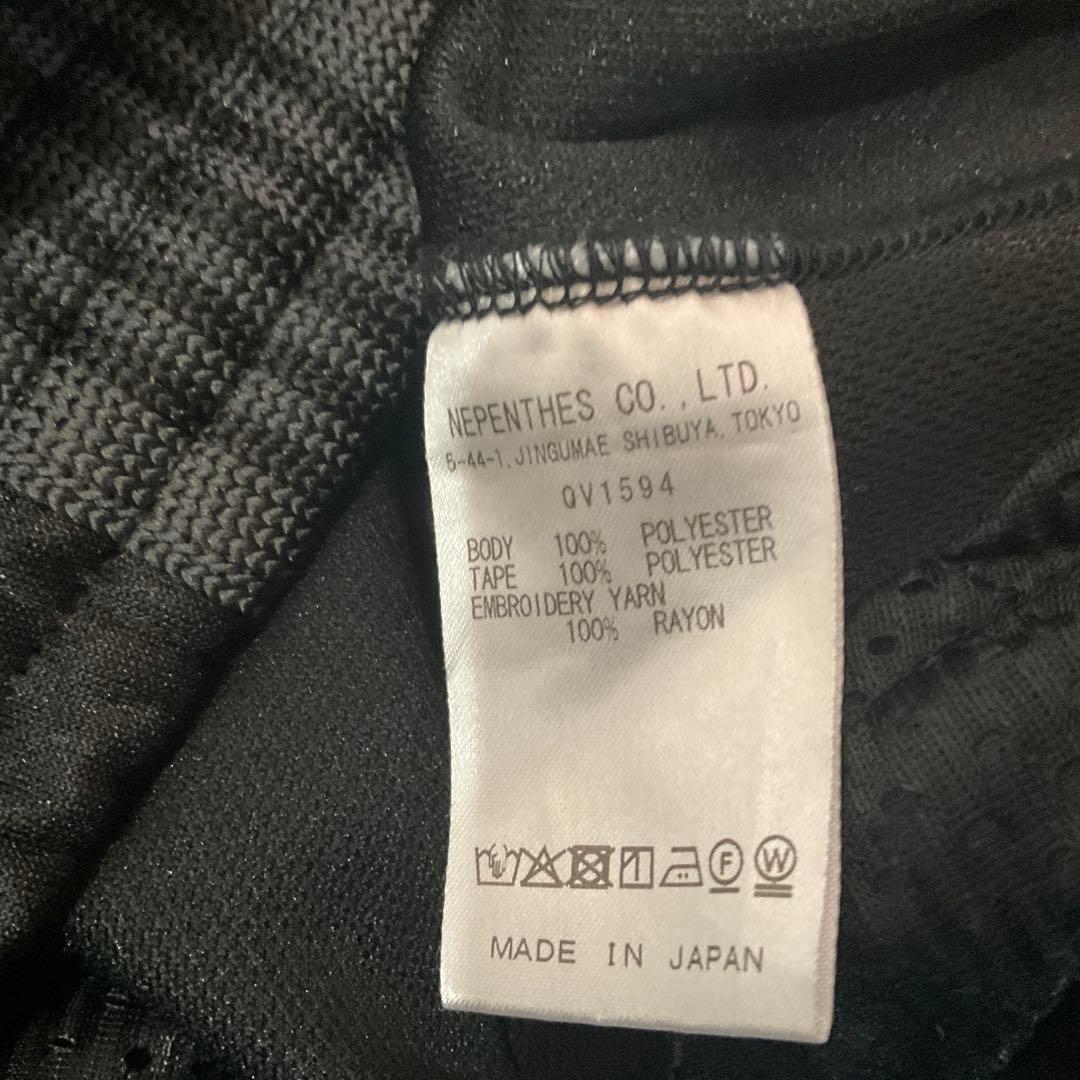 NEPENTHES CO., LTD.
6-44-1, JINGUMAE SHIBUYA, TOKYO
QV1594
BODY 100% POLYESTER
TAPE 100% POLYESTER
EMBROIDERY YARN
100% RAYON
F W
MADE IN JAPAN